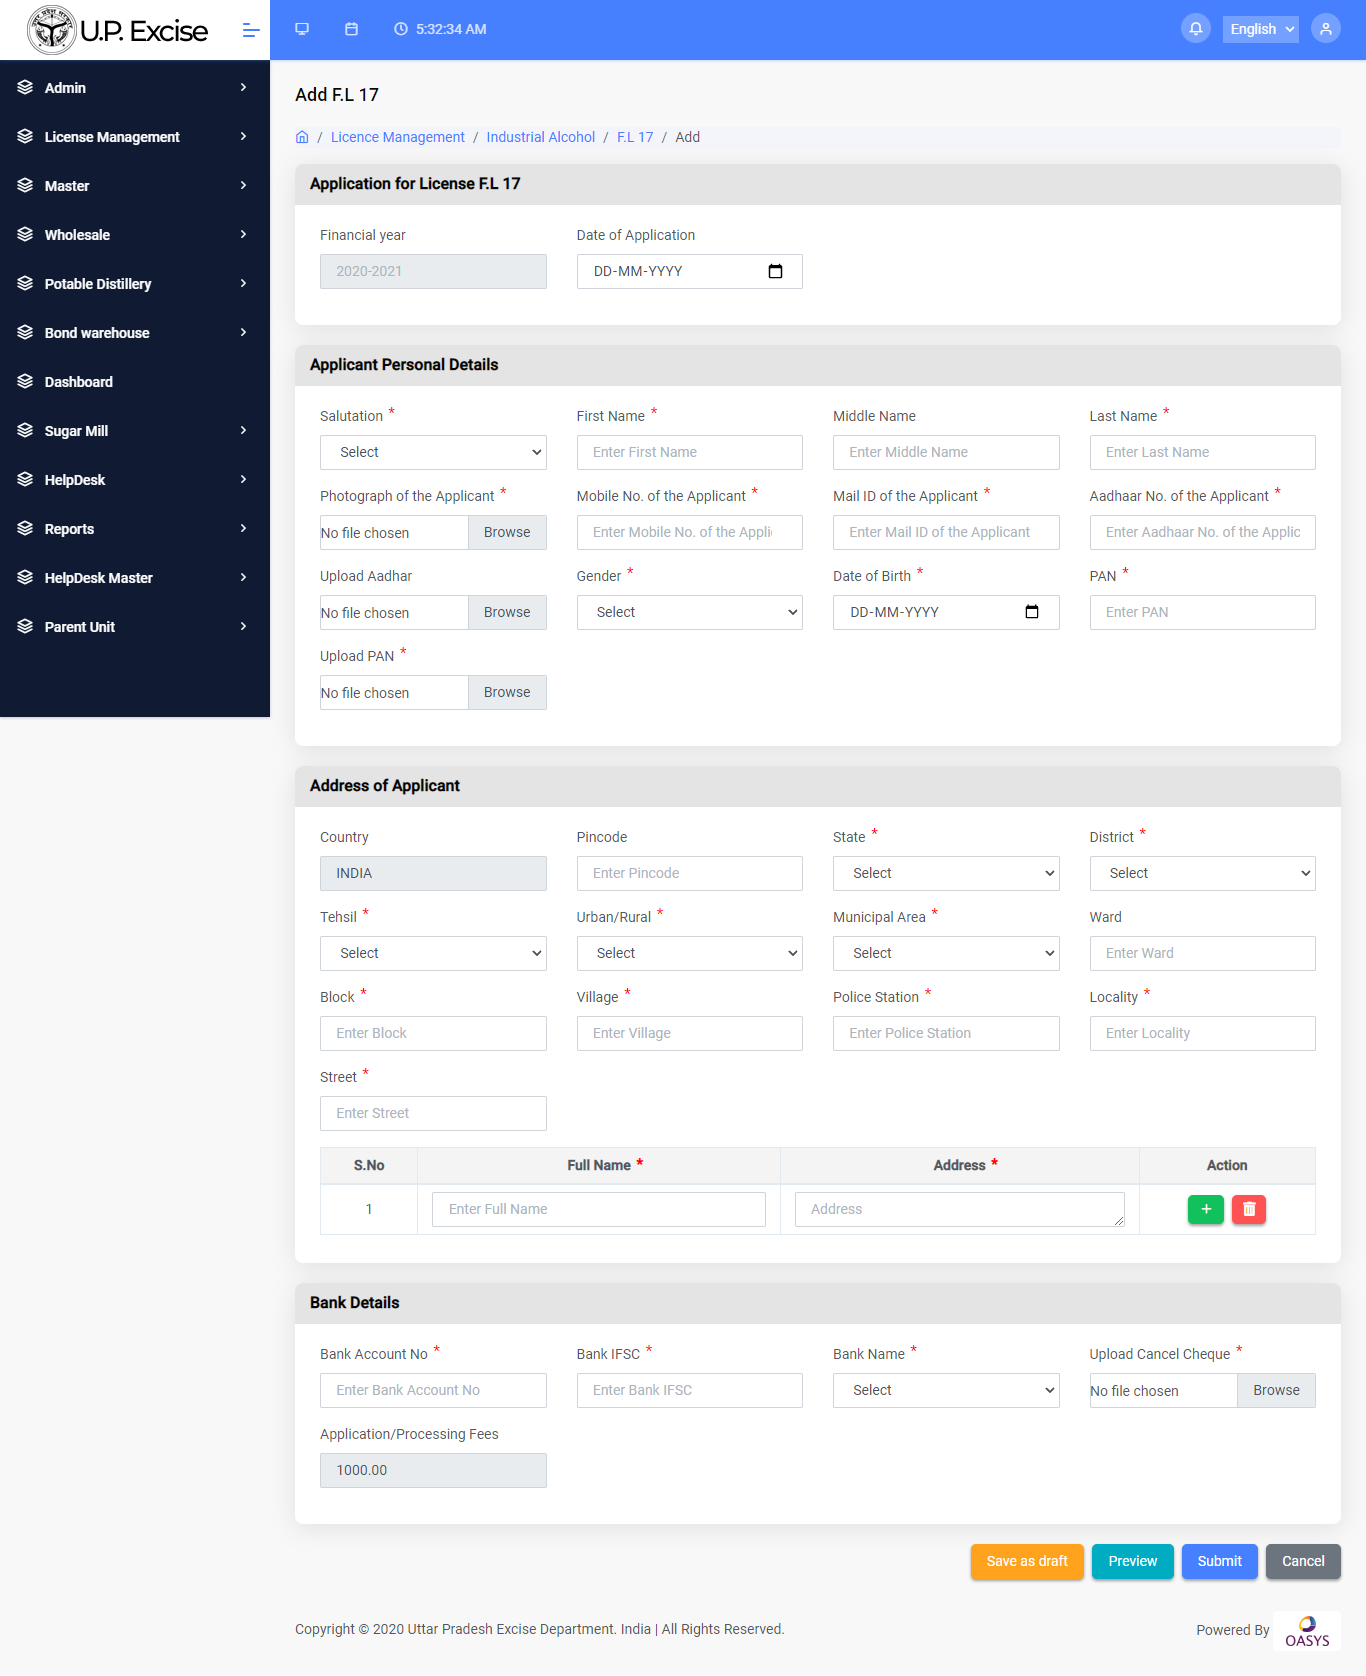 U.P. Excise
5:32:34 AM
English
Admin
License Management
Master
Wholesale
Potable Distillery
Bond warehouse
Dashboard
Sugar Mill
HelpDesk
Reports
HelpDesk Master
Parent Unit
Add F.L 17
/ Licence Management / Industrial Alcohol / F.L 17 / Add
Application for License F.L 17
Financial year Date of Application
2020-2021 DD-MM-YYYY
Applicant Personal Details
Salutation * First Name * Middle Name Last Name *
Select Enter First Name Enter Middle Name Enter Last Name
Photograph of the Applicant * Mobile No. of the Applicant * Mail ID of the Applicant * Aadhaar No. of the Applicant *
No file chosen Browse Enter Mobile No. of the Appli Enter Mail ID of the Applicant Enter Aadhaar No. of the Applic
Upload Aadhar Gender * Date of Birth * PAN *
No file chosen Browse Select DD-MM-YYYY Enter PAN
Upload PAN *
No file chosen Browse
Address of Applicant
Country Pincode State * District *
INDIA Enter Pincode Select Select
Tehsil * Urban/Rural * Municipal Area * Ward
Select Select Select Enter Ward
Block * Village * Police Station * Locality *
Enter Block Enter Village Enter Police Station Enter Locality
Street *
Enter Street
S.No Full Name * Address * Action
1 Enter Full Name Address +
Bank Details
Bank Account No * Bank IFSC * Bank Name * Upload Cancel Cheque *
Enter Bank Account No Enter Bank IFSC Select No file chosen Browse
Application/Processing Fees
1000.00
Save as draft Preview Submit Cancel
Copyright © 2020 Uttar Pradesh Excise Department. India | All Rights Reserved. Powered By OASYS